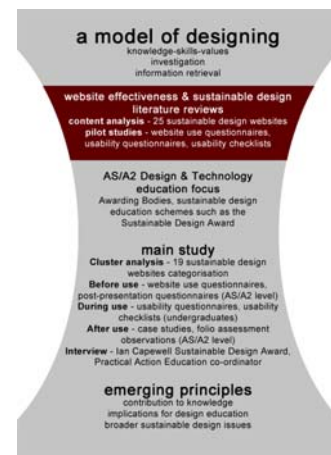 a model of designing
knowledge-skills-values
investigation
information retrieval
website effectiveness & sustainable design
literature reviews
content analysis - 25 sustainable design websites
pilot studies - website use questionnaires,
usability questionnaires, usability checklists
AS/A2 Design & Technology
education focus
Awarding Bodies, sustainable design
education schemes such as the
Sustainable Design Award
main study
Cluster analysis - 19 sustainable design
websites categorisation
Before use - website use questionnaires,
post-presentation questionnaires (AS/A2 level)
During use - usability questionnaires, usability
checklists (undergraduates)
After use - case studies, folio assessment
observations (AS/A2 level)
Interview - Ian Capewell Sustainable Design Award,
Practical Action Education co-ordinator
emerging principles
contribution to knowledge
implications for design education
broader sustainable design issues